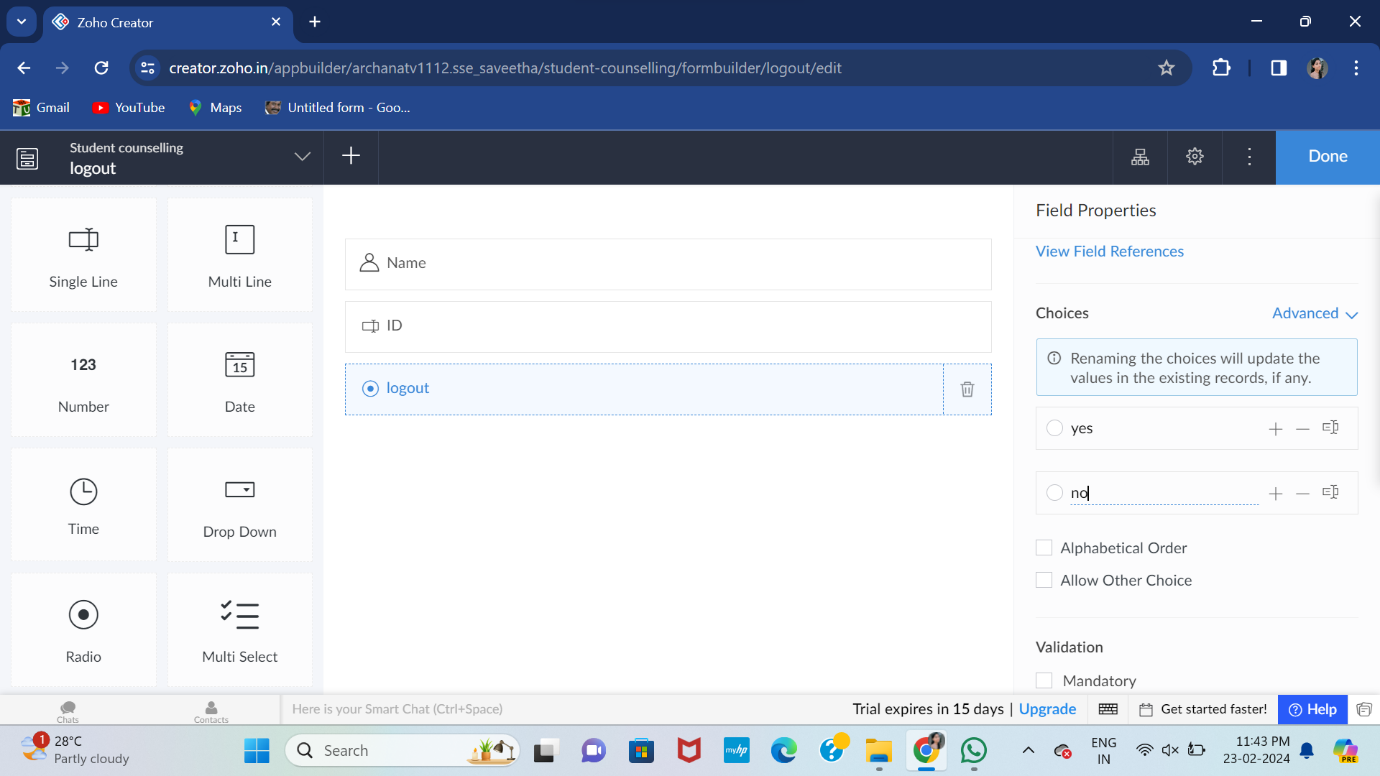 Zoho Creator
creator.zoho.in/appbuilder/archanatv1112.sse_saveetha/student-counselling/formbuilder/logout/edit
Gmail YouTube Maps Untitled form - Goo...
Student counselling
logout
Done
Single Line Multi Line
123
Number
15
Date
Time Drop Down
Radio Multi Select
Name
ID
logout
Field Properties
View Field References
Choices Advanced
Renaming the choices will update the
values in the existing records, if any.
yes
no
Alphabetical Order
Allow Other Choice
Validation
Mandatory
Chats Contacts Here is your Smart Chat (Ctrl+Space) Trial expires in 15 days | Upgrade Get started faster! Help
1
28°C
Partly cloudy
Search
myhp
ENG
IN
11:43 PM
23-02-2024
PRE